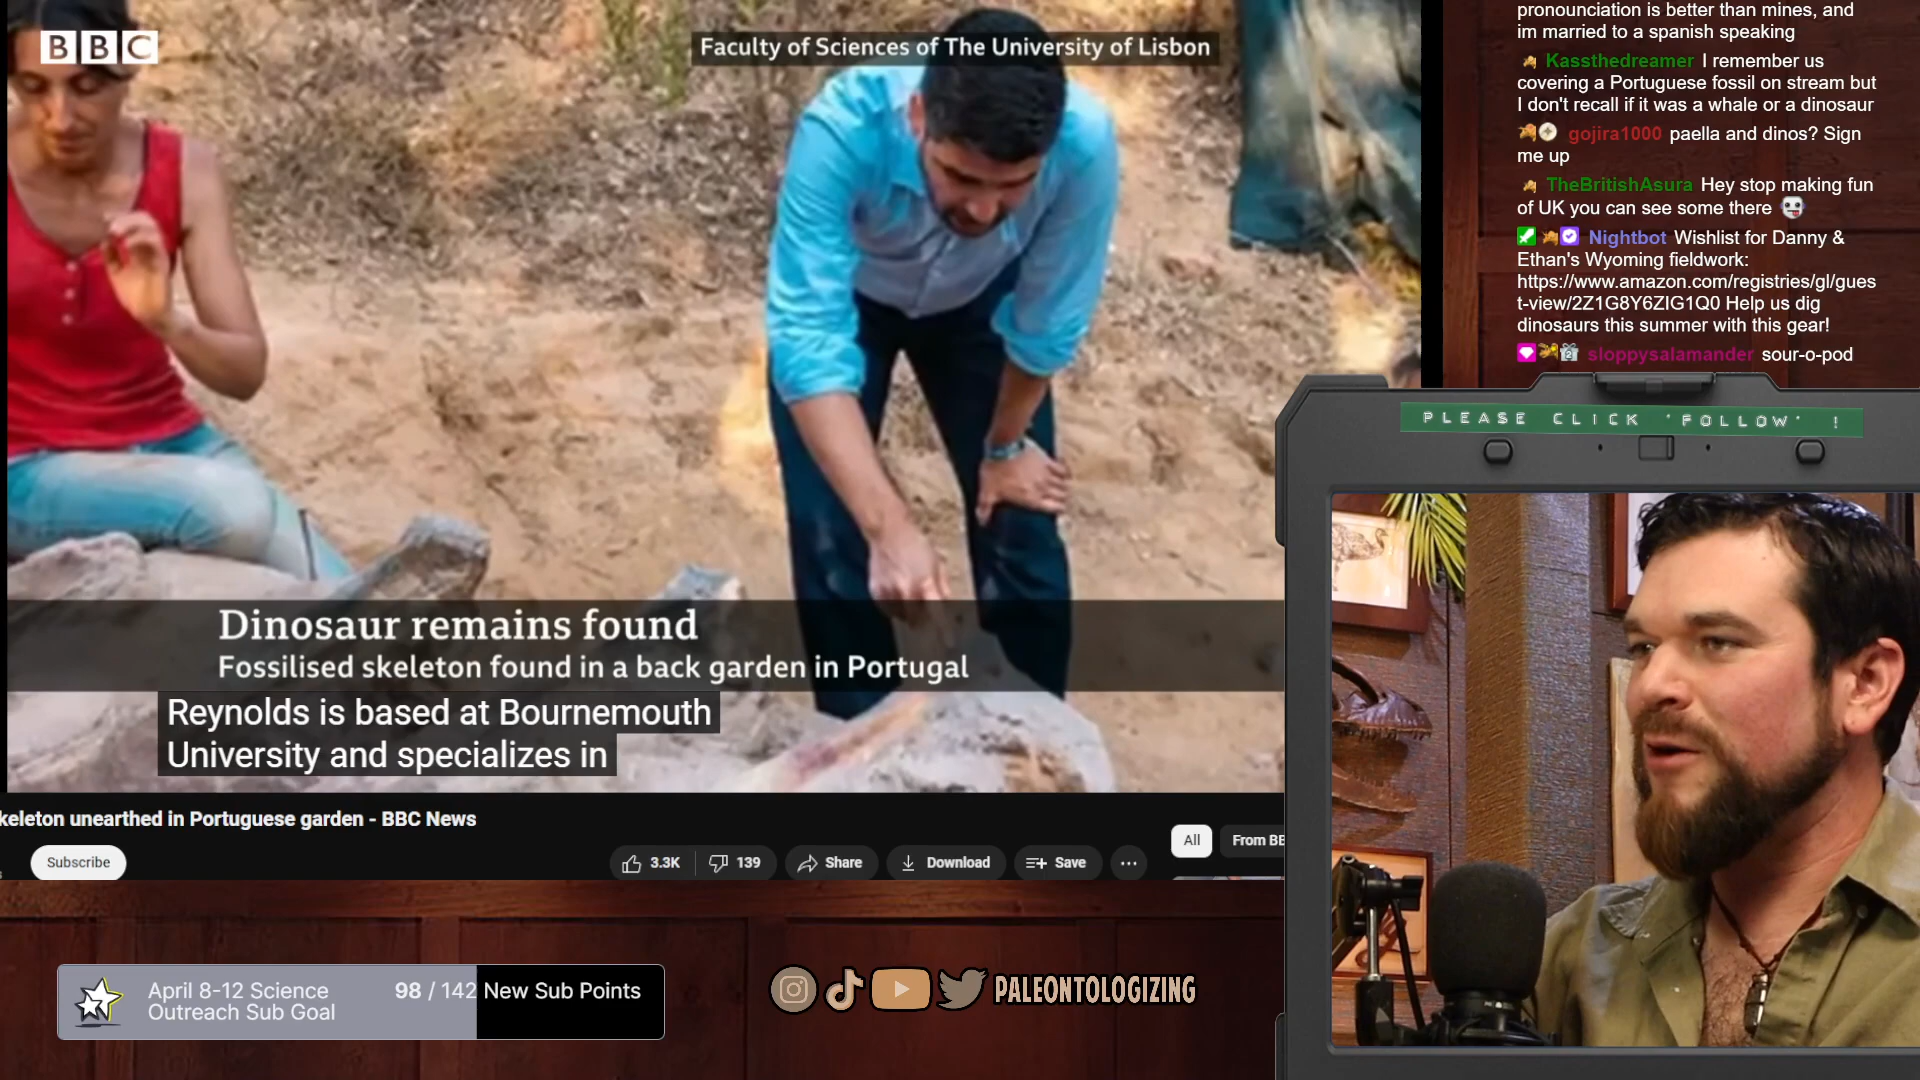 BBC
Faculty of Sciences of The University of Lisbon
Dinosaur remains found
Fossilised skeleton found in a back garden in Portugal
Reynolds is based at Bournemouth
University and specializes in
keleton unearthed in Portuguese garden - BBC News
Subscribe
3.3K
139
Share
Download
Save
All
From BB
pronounciation is better than mines, and
im married to a spanish speaking
Kassthedreamer I remember us
covering a Portuguese fossil on stream but
I don't recall if it was a whale or a dinosaur
gojira1000 paella and dinos? Sign
me up
TheBritishAsura Hey stop making fun
of UK you can see some there
Nightbot Wishlist for Danny &
Ethan's Wyoming fieldwork:
https://www.amazon.com/registries/gl/gues
t-view/2Z1G8Y6ZIG1Q0 Help us dig
dinosaurs this summer with this gear!
sloppysalamander sour-o-pod
PLEASE CLICK 'FOLLOW' !
April 8-12 Science
Outreach Sub Goal
98 / 142 New Sub Points
PALEONTOLOGIZING